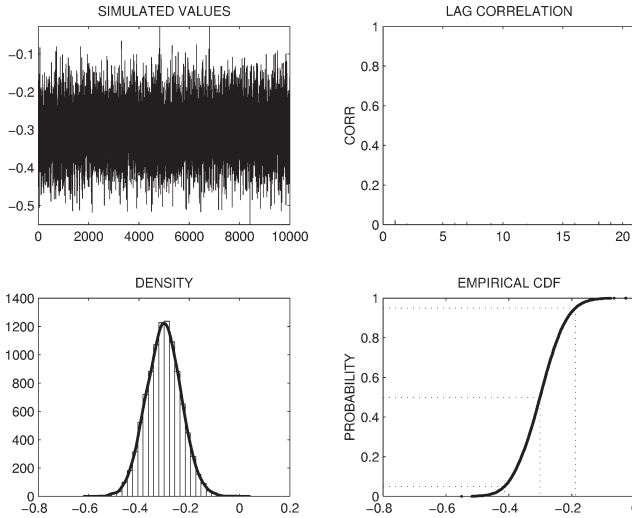 SIMULATED VALUES
−0.1
−0.2
−0.3
−0.4
−0.5
0 2000 4000 6000 8000 10000
LAG CORRELATION
1
0.8
0.6
0.4
0.2
0
CORR
0 5 10 15 20
DENSITY
1400
1200
1000
800
600
400
200
0
−0.8 −0.6 −0.4 −0.2 0 0.2
EMPIRICAL CDF
1
0.8
0.6
0.4
0.2
0
PROBABILITY
−0.8 −0.6 −0.4 −0.2